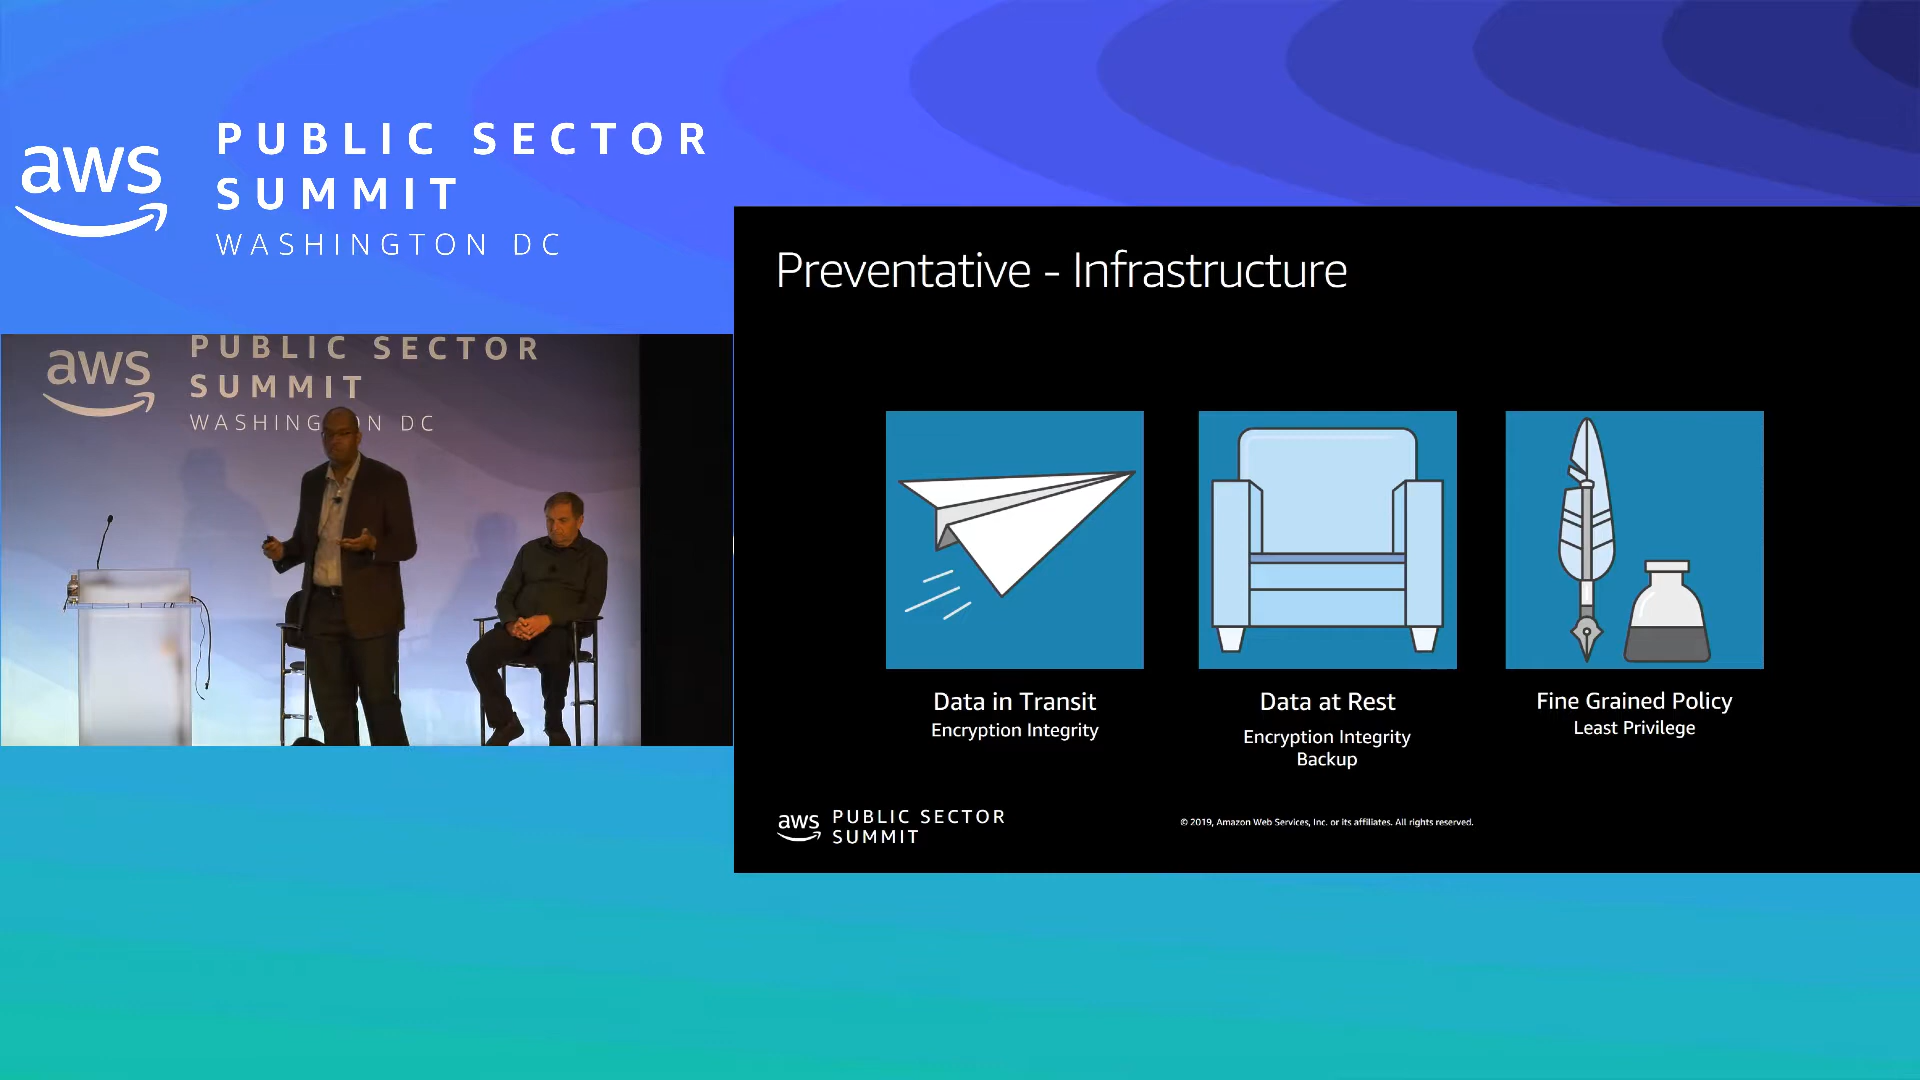 aws
PUBLIC SECTOR
SUMMIT
WASHINGTON DC
aws
PUBLIC SECTOR
SUMMIT
WASHING N DC
Preventative - Infrastructure
Data in Transit
Encryption Integrity
Data at Rest
Encryption Integrity
Backup
Fine Grained Policy
Least Privilege
aws
PUBLIC SECTOR
SUMMIT
© 2019, Amazon Web Services, Inc. or its affiliates. All rights reserved.